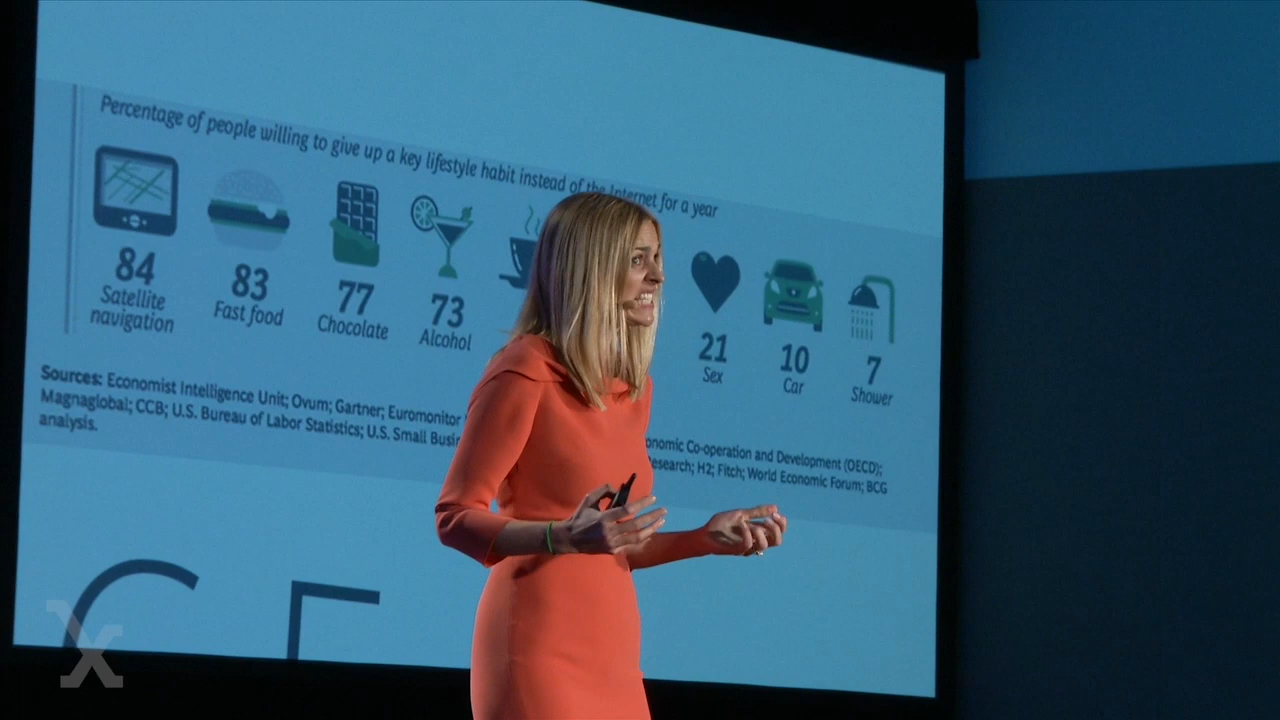 Percentage of people willing to give up a key lifestyle habit instead of the Internet for a year
84 83 77 73 21 10 7
Satellite navigation Fast food Chocolate Alcohol Sex Car Shower
Sources: Economist Intelligence Unit; Ovum; Gartner; Euromonitor
Co-operation and Development (OECD);
Magnaglobal; CCB; U.S. Bureau of Labor Statistics; U.S. Small
H2; Fitch; World Economic Forum; BCG
analysis.
X